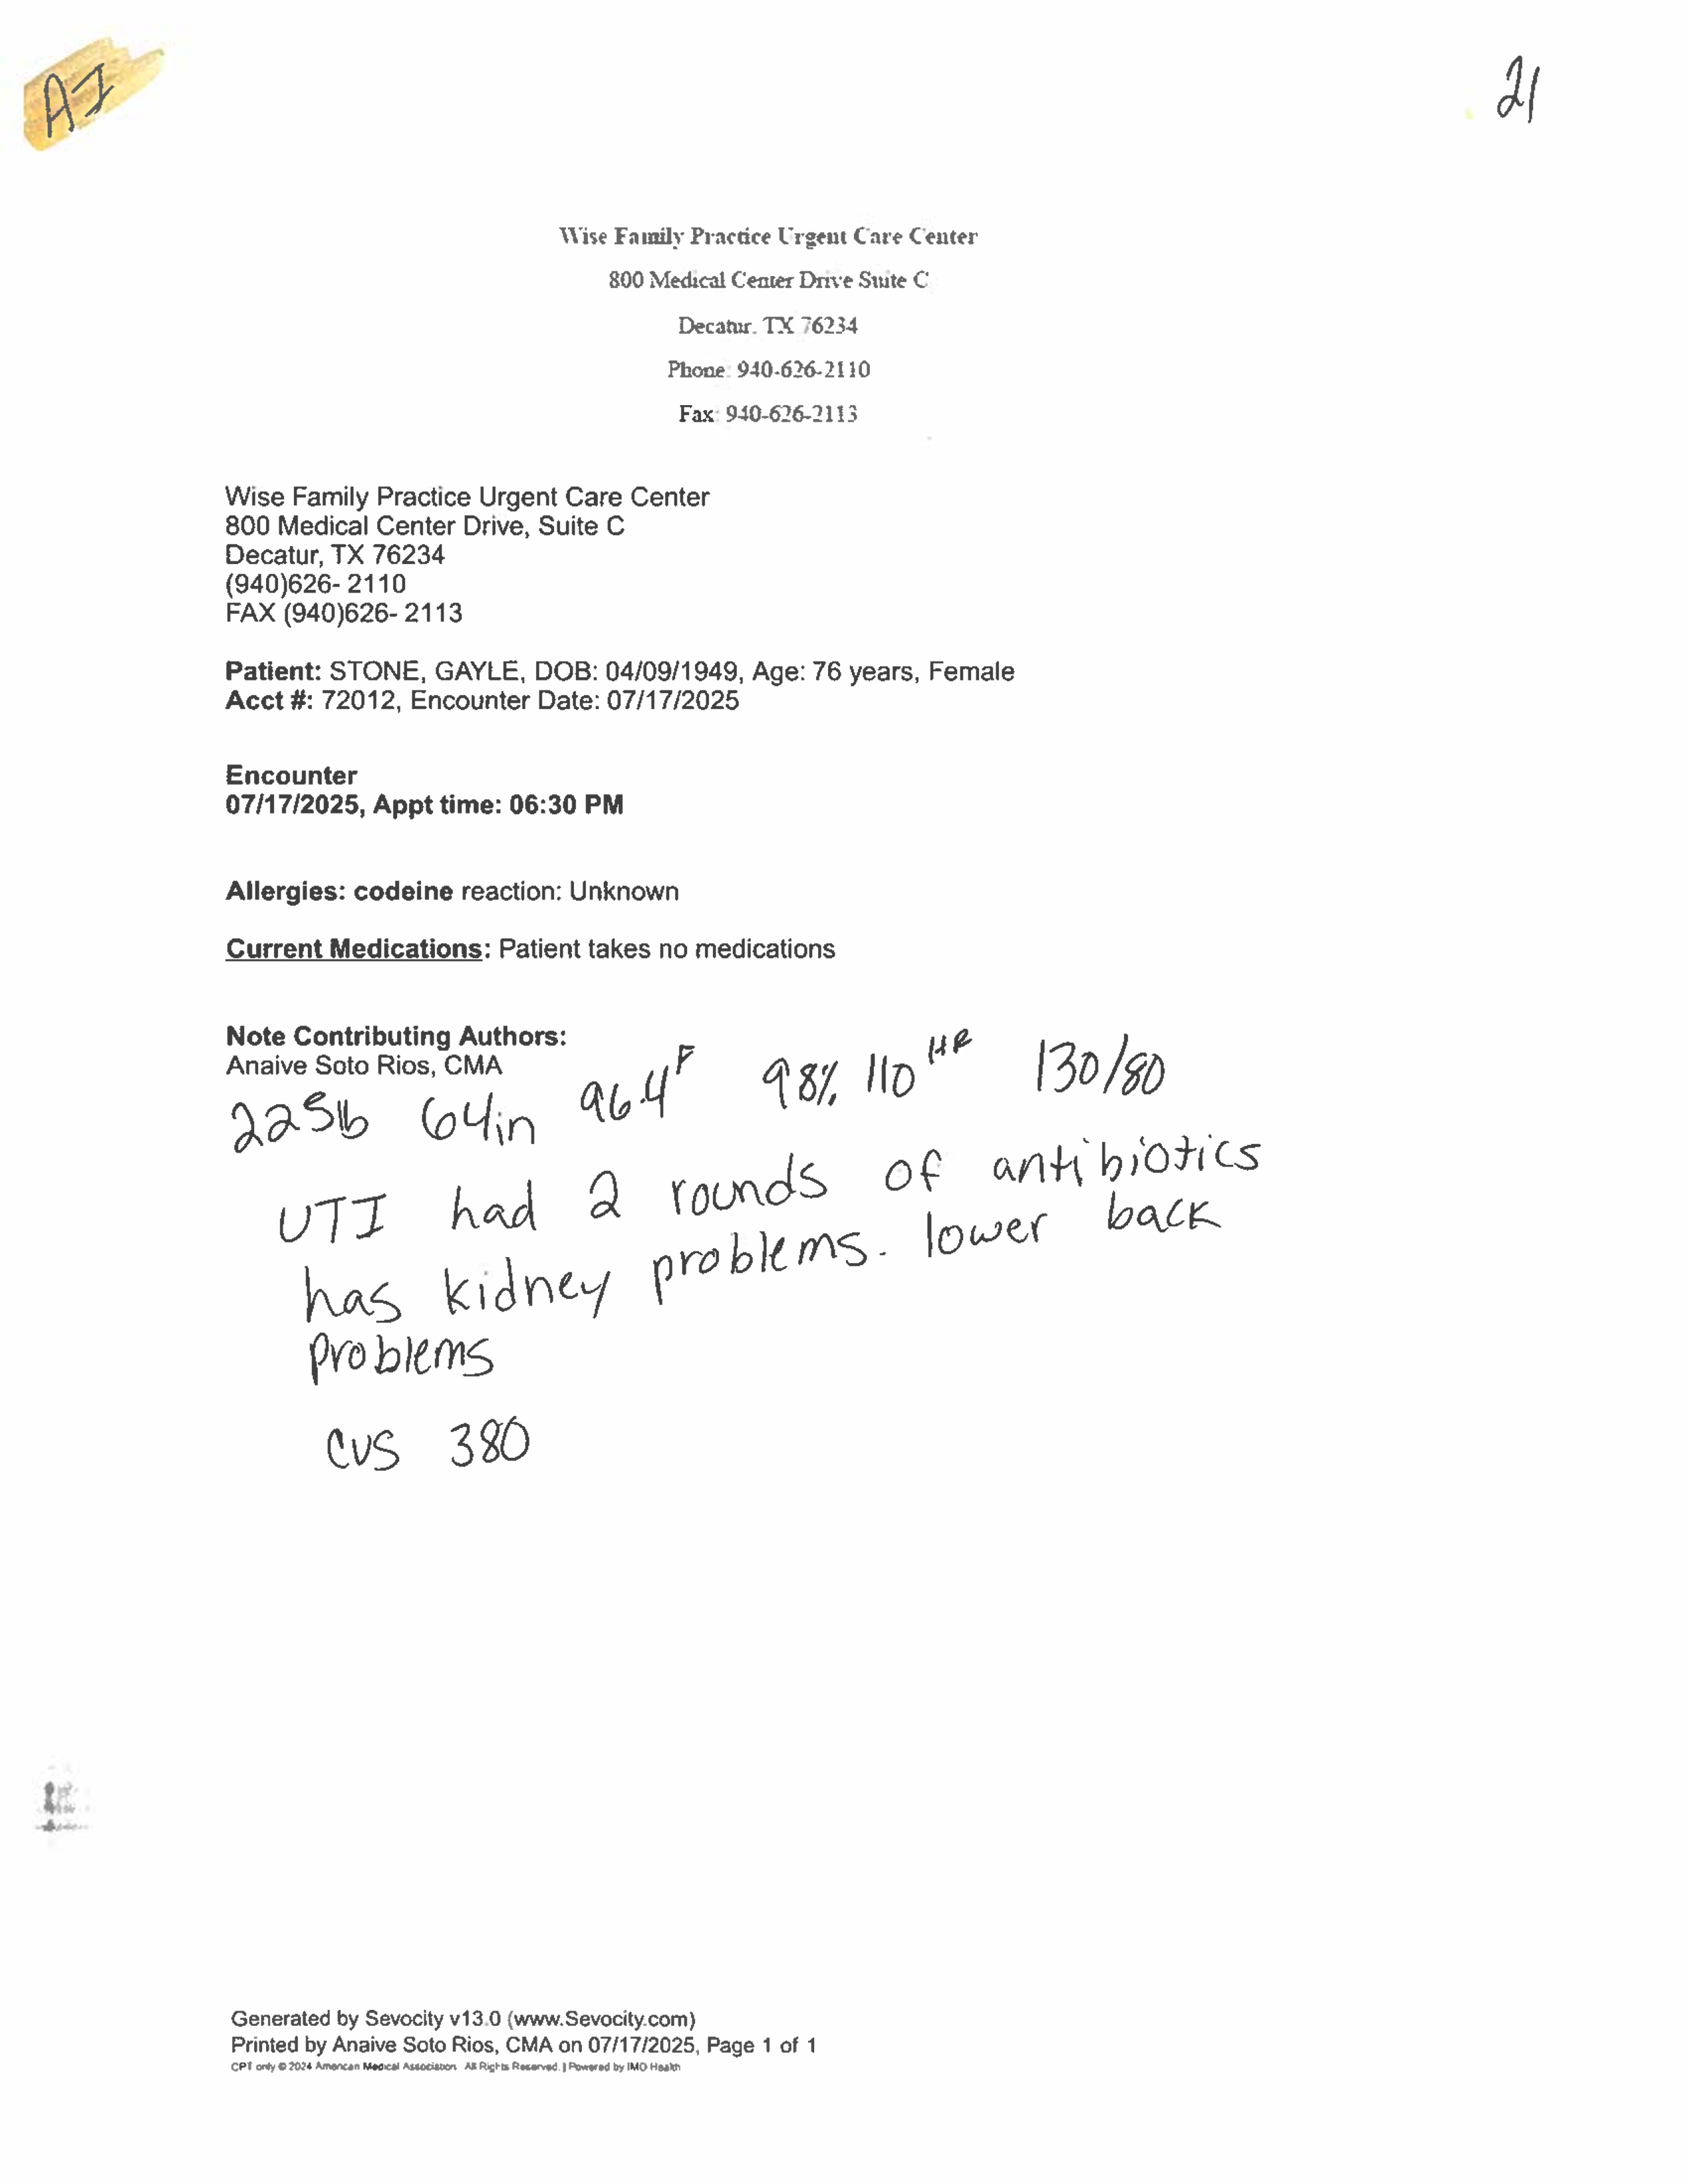 AI
21
Wise Family Practice Urgent Care Center
800 Medical Center Drive Suite C
Decatur, TX 76234
Phone: 940-626-2110
Fax: 940-626-2113
Wise Family Practice Urgent Care Center
800 Medical Center Drive, Suite C
Decatur, TX 76234
(940)626- 2110
FAX (940)626- 2113
Patient: STONE, GAYLE, DOB: 04/09/1949, Age: 76 years, Female
Acct #: 72012, Encounter Date: 07/17/2025
Encounter
07/17/2025, Appt time: 06:30 PM
Allergies: codeine reaction: Unknown
Current Medications: Patient takes no medications
Note Contributing Authors:
Anaive Soto Rios, CMA
225lb 64in 96.4F 98% 110 HR 130/80
UTI had 2 rounds of antibiotics
has kidney problems. lower back
problems
CVS 380
Generated by Sevocity v13.0 (www.Sevocity.com)
Printed by Anaive Soto Rios, CMA on 07/17/2025, Page 1 of 1
CPT only © 2024 American Medical Association. All Rights Reserved. | Powered by IMO Health